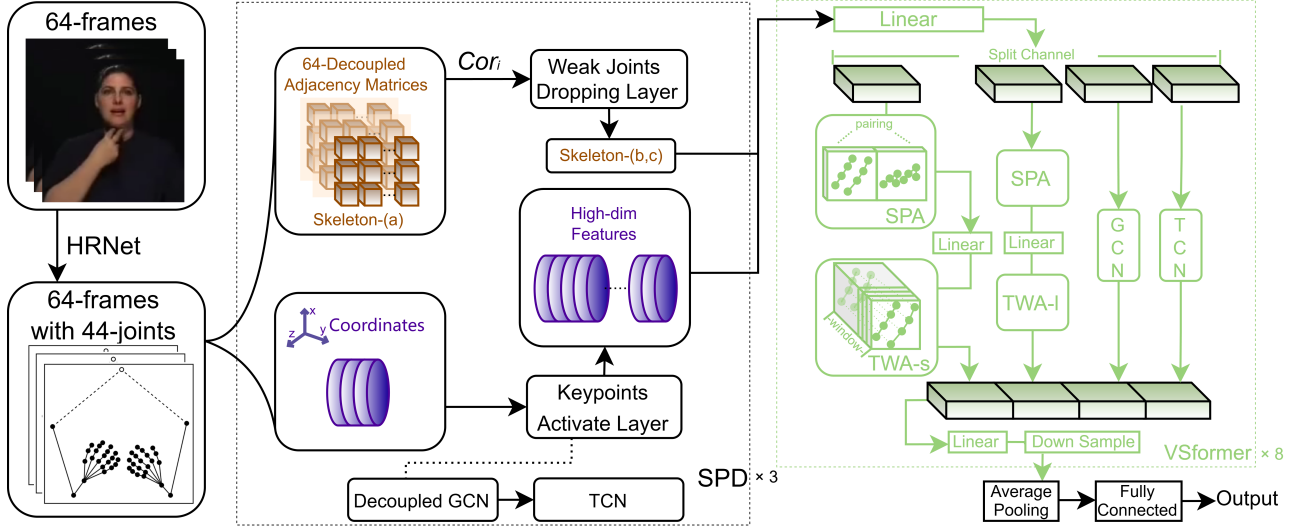 64-frames
HRNet
64-frames
with 44-joints
64-Decoupled
Adjacency Matrices
Skeleton-(a)
Cori
Weak Joints
Dropping Layer
Skeleton-(b,c)
High-dim
Features
x
y
z
Coordinates
Keypoints
Activate Layer
Decoupled GCN
TCN
SPD × 3
Linear
Split Channel
pairing
SPA
Linear
window
TWA-s
SPA
Linear
TWA-l
GCN
TCN
Linear
Down Sample
VSformer × 8
Average
Pooling
Fully
Connected
Output